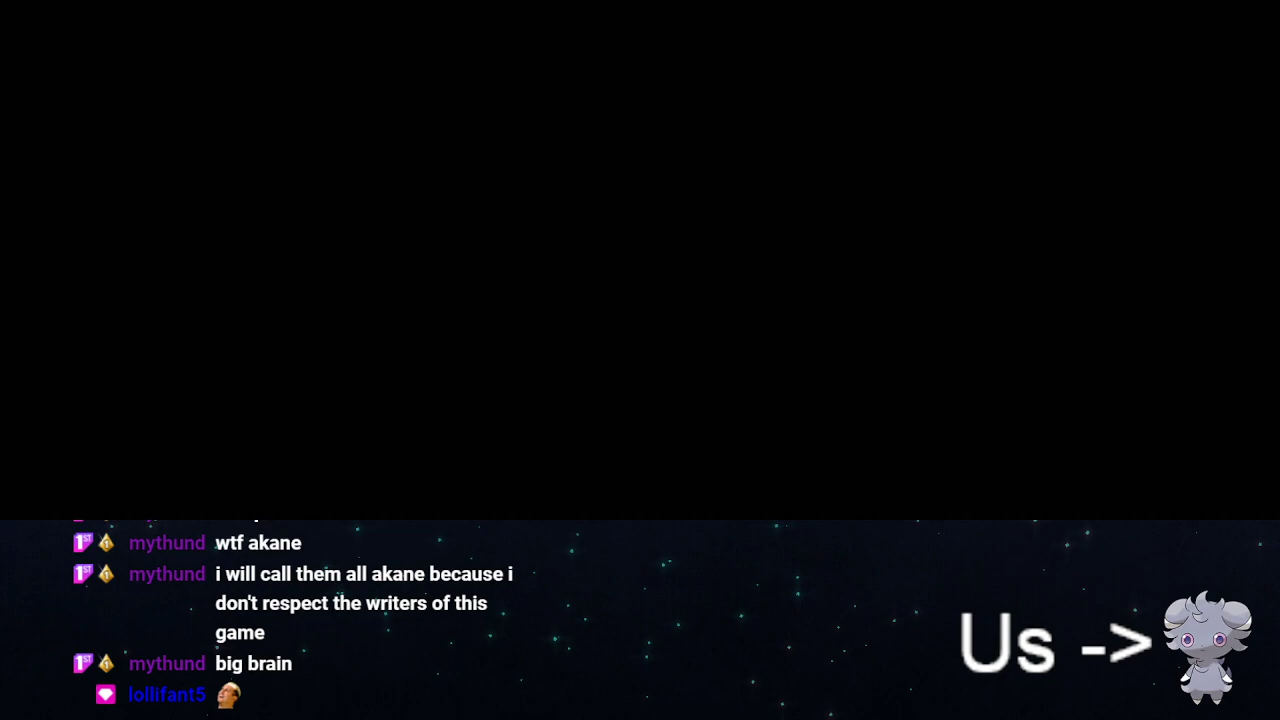 mythund wtf akane
mythund i will call them all akane because i
don't respect the writers of this
game
mythund big brain
lollifant5
Us ->